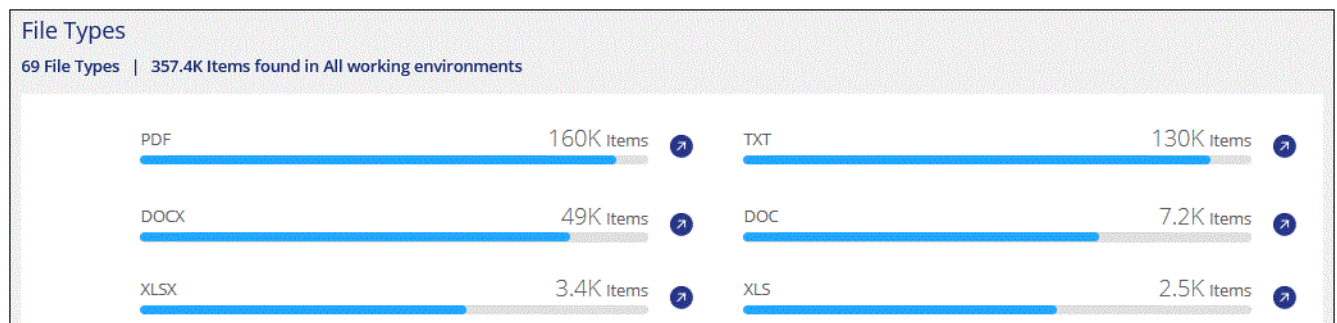 File Types
69 File Types | 357.4K Items found in All working environments
PDF 160K Items
TXT 130K Items
DOCX 49K Items
DOC 7.2K Items
XLSX 3.4K Items
XLS 2.5K Items